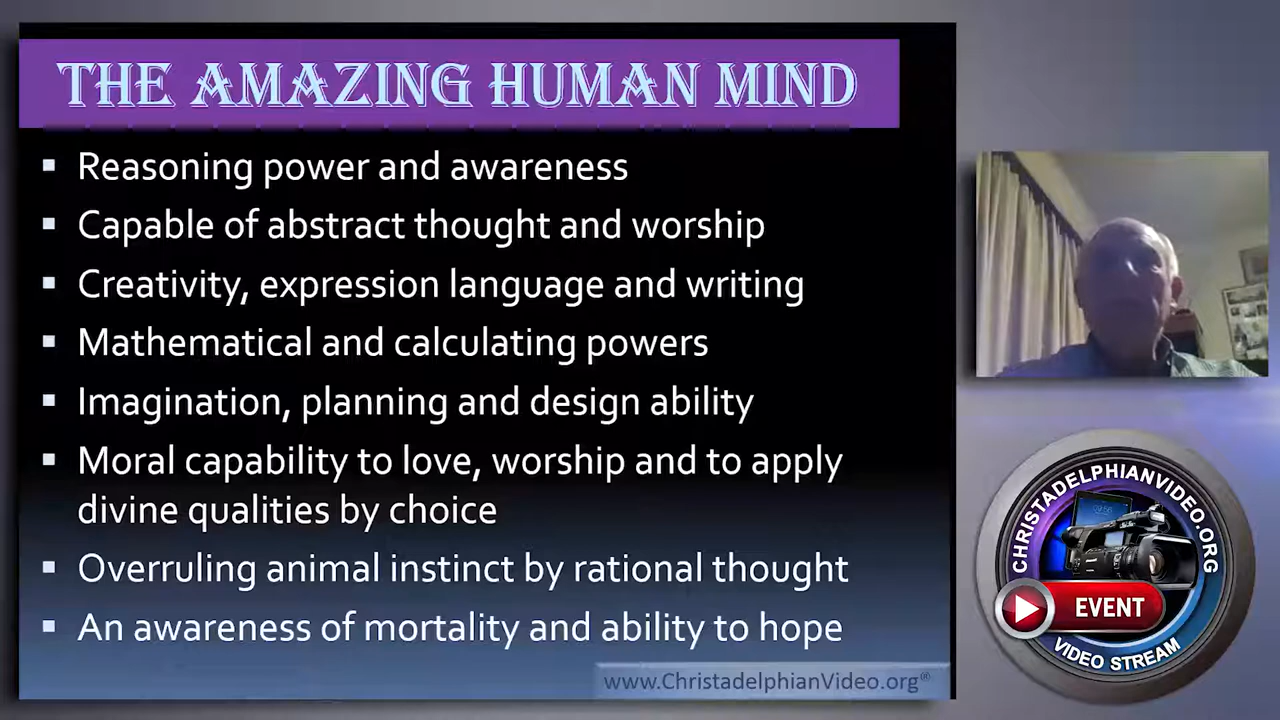 THE AMAZING HUMAN MIND
Reasoning power and awareness
Capable of abstract thought and worship
Creativity, expression language and writing
Mathematical and calculating powers
Imagination, planning and design ability
Moral capability to love, worship and to apply
divine qualities by choice
Overruling animal instinct by rational thought
An awareness of mortality and ability to hope
www.ChristadelphianVideo.org®
CHRISTADELPHIANVIDEO.ORG
EVENT
VIDEO STREAM